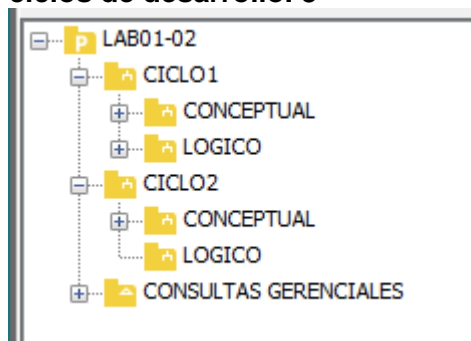 LAB01-02
CICLO1
CONCEPTUAL
LOGICO
CICLO2
CONCEPTUAL
LOGICO
CONSULTAS GERENCIALES